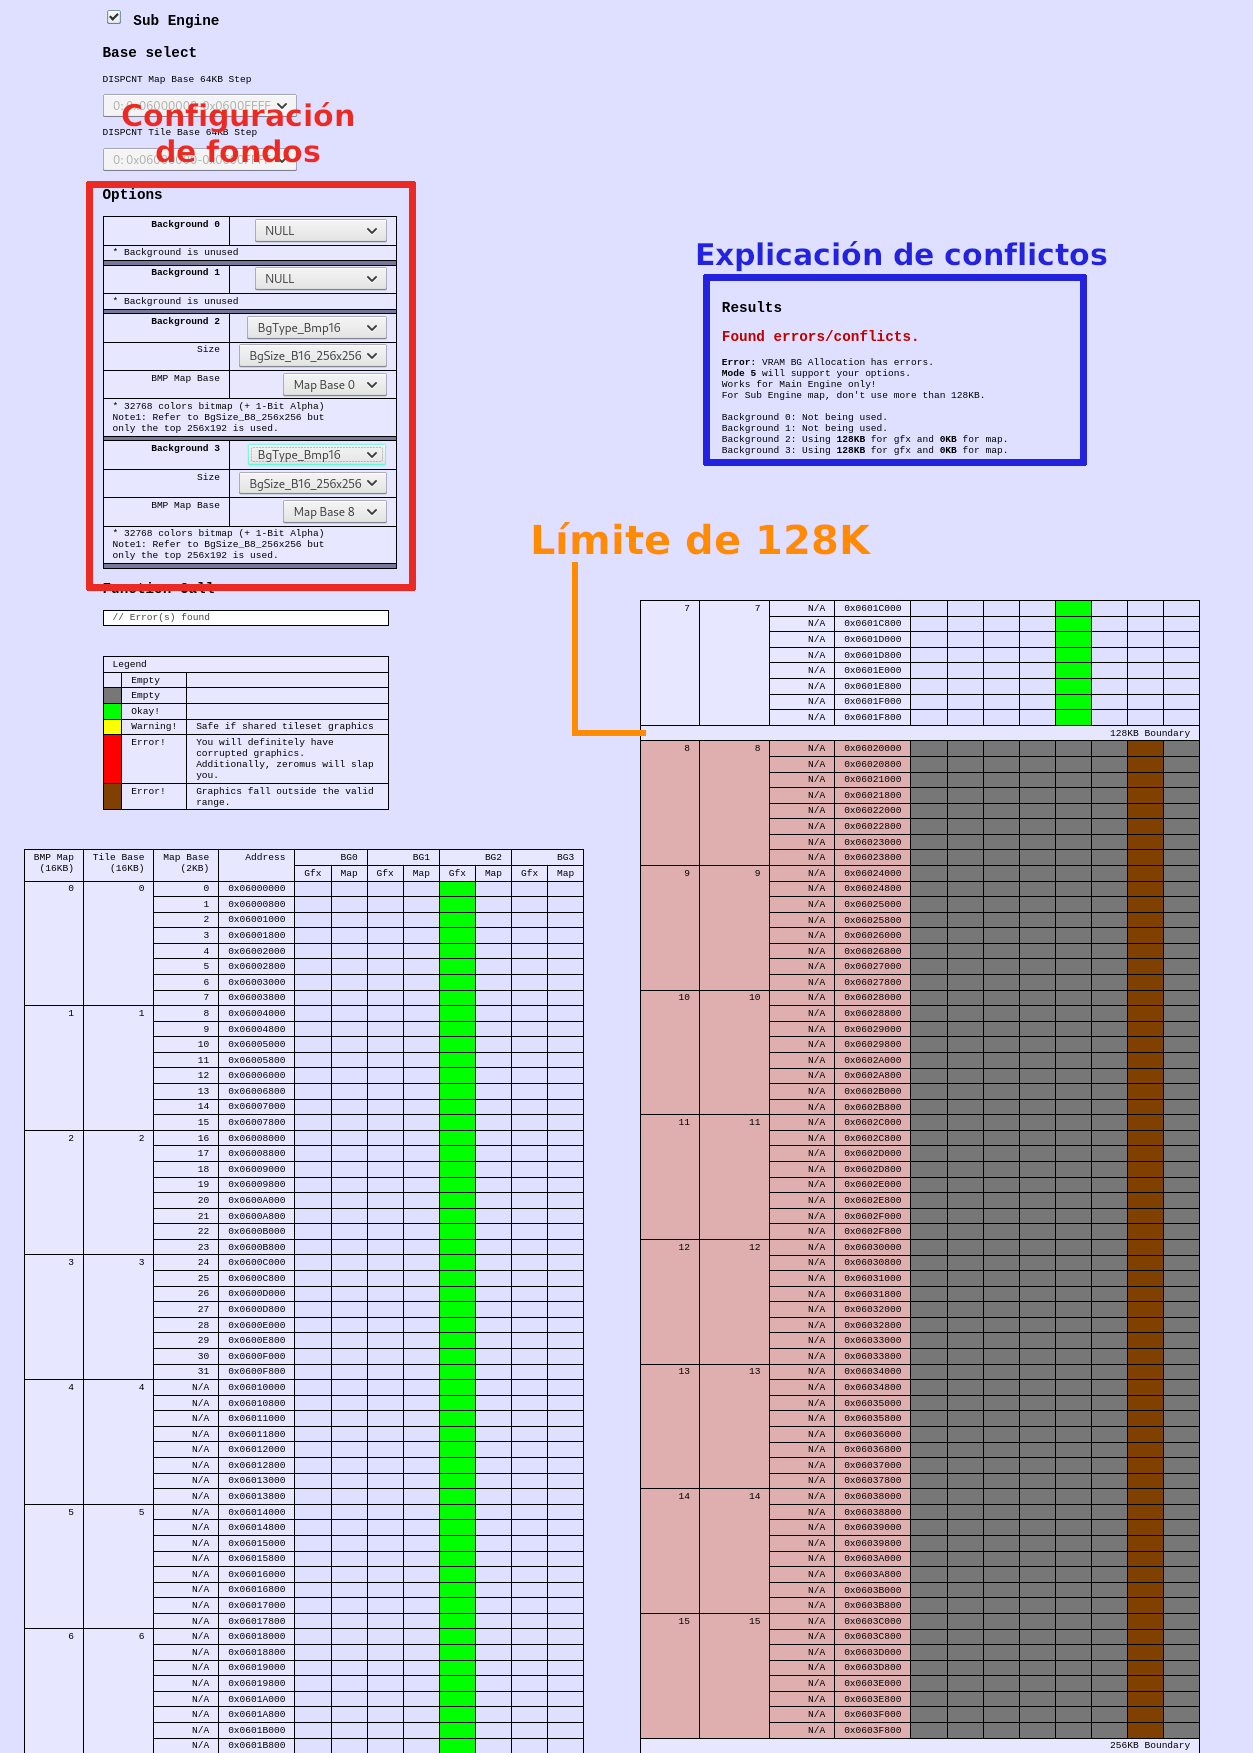 Sub Engine
Base select
DISPCNT Map Base 64KB Step
0: 0x06000000-0x0600FFFF
Configuración
DISPCNT Tile Base 64KB Step
de fondos
0: 0x06000000-0x0600FFFF
Options
Background 0 NULL
* Background is unused
Background 1 NULL
* Background is unused
Background 2 BgType_Bmp16
Size BgSize_B16_256x256
BMP Map Base Map Base 0
* 32768 colors bitmap (+ 1-Bit Alpha)
Note1: Refer to BgSize_B8_256x256 but
only the top 256x192 is used.
Background 3 BgType_Bmp16
Size BgSize_B16_256x256
BMP Map Base Map Base 8
* 32768 colors bitmap (+ 1-Bit Alpha)
Note1: Refer to BgSize_B8_256x256 but
only the top 256x192 is used.
Function Call
// Error(s) found
Explicación de conflictos
Results
Found errors/conflicts.
Error: VRAM BG Allocation has errors.
Mode 5 will support your options.
Works for Main Engine only!
For Sub Engine map, don't use more than 128KB.
Background 0: Not being used.
Background 1: Not being used.
Background 2: Using 128KB for gfx and 0KB for map.
Background 3: Using 128KB for gfx and 0KB for map.
Límite de 128K
Legend
Empty
Empty
Okay!
Warning! Safe if shared tileset graphics
Error! You will definitely have
corrupted graphics.
Additionally, zeromus will slap
you.
Error! Graphics fall outside the valid
range.
BMP Map Tile Base Map Base Address BG0 BG1 BG2 BG3
(16KB) (16KB) (2KB)
Gfx Map Gfx Map Gfx Map Gfx Map
0 0 0 0x06000000
1 0x06000800
2 0x06001000
3 0x06001800
4 0x06002000
5 0x06002800
6 0x06003000
7 0x06003800
1 1 8 0x06004000
9 0x06004800
10 0x06005000
11 0x06005800
12 0x06006000
13 0x06006800
14 0x06007000
15 0x06007800
2 2 16 0x06008000
17 0x06008800
18 0x06009000
19 0x06009800
20 0x0600A000
21 0x0600A800
22 0x0600B000
23 0x0600B800
3 3 24 0x0600C000
25 0x0600C800
26 0x0600D000
27 0x0600D800
28 0x0600E000
29 0x0600E800
30 0x0600F000
31 0x0600F800
4 4 N/A 0x06010000
N/A 0x06010800
N/A 0x06011000
N/A 0x06011800
N/A 0x06012000
N/A 0x06012800
N/A 0x06013000
N/A 0x06013800
5 5 N/A 0x06014000
N/A 0x06014800
N/A 0x06015000
N/A 0x06015800
N/A 0x06016000
N/A 0x06016800
N/A 0x06017000
N/A 0x06017800
6 6 N/A 0x06018000
N/A 0x06018800
N/A 0x06019000
N/A 0x06019800
N/A 0x0601A000
N/A 0x0601A800
N/A 0x0601B000
N/A 0x0601B800
7 7 N/A 0x0601C000
N/A 0x0601C800
N/A 0x0601D000
N/A 0x0601D800
N/A 0x0601E000
N/A 0x0601E800
N/A 0x0601F000
N/A 0x0601F800
128KB Boundary
8 8 N/A 0x06020000
N/A 0x06020800
N/A 0x06021000
N/A 0x06021800
N/A 0x06022000
N/A 0x06022800
N/A 0x06023000
N/A 0x06023800
9 9 N/A 0x06024000
N/A 0x06024800
N/A 0x06025000
N/A 0x06025800
N/A 0x06026000
N/A 0x06026800
N/A 0x06027000
N/A 0x06027800
10 10 N/A 0x06028000
N/A 0x06028800
N/A 0x06029000
N/A 0x06029800
N/A 0x0602A000
N/A 0x0602A800
N/A 0x0602B000
N/A 0x0602B800
11 11 N/A 0x0602C000
N/A 0x0602C800
N/A 0x0602D000
N/A 0x0602D800
N/A 0x0602E000
N/A 0x0602E800
N/A 0x0602F000
N/A 0x0602F800
12 12 N/A 0x06030000
N/A 0x06030800
N/A 0x06031000
N/A 0x06031800
N/A 0x06032000
N/A 0x06032800
N/A 0x06033000
N/A 0x06033800
13 13 N/A 0x06034000
N/A 0x06034800
N/A 0x06035000
N/A 0x06035800
N/A 0x06036000
N/A 0x06036800
N/A 0x06037000
N/A 0x06037800
14 14 N/A 0x06038000
N/A 0x06038800
N/A 0x06039000
N/A 0x06039800
N/A 0x0603A000
N/A 0x0603A800
N/A 0x0603B000
N/A 0x0603B800
15 15 N/A 0x0603C000
N/A 0x0603C800
N/A 0x0603D000
N/A 0x0603D800
N/A 0x0603E000
N/A 0x0603E800
N/A 0x0603F000
N/A 0x0603F800
256KB Boundary